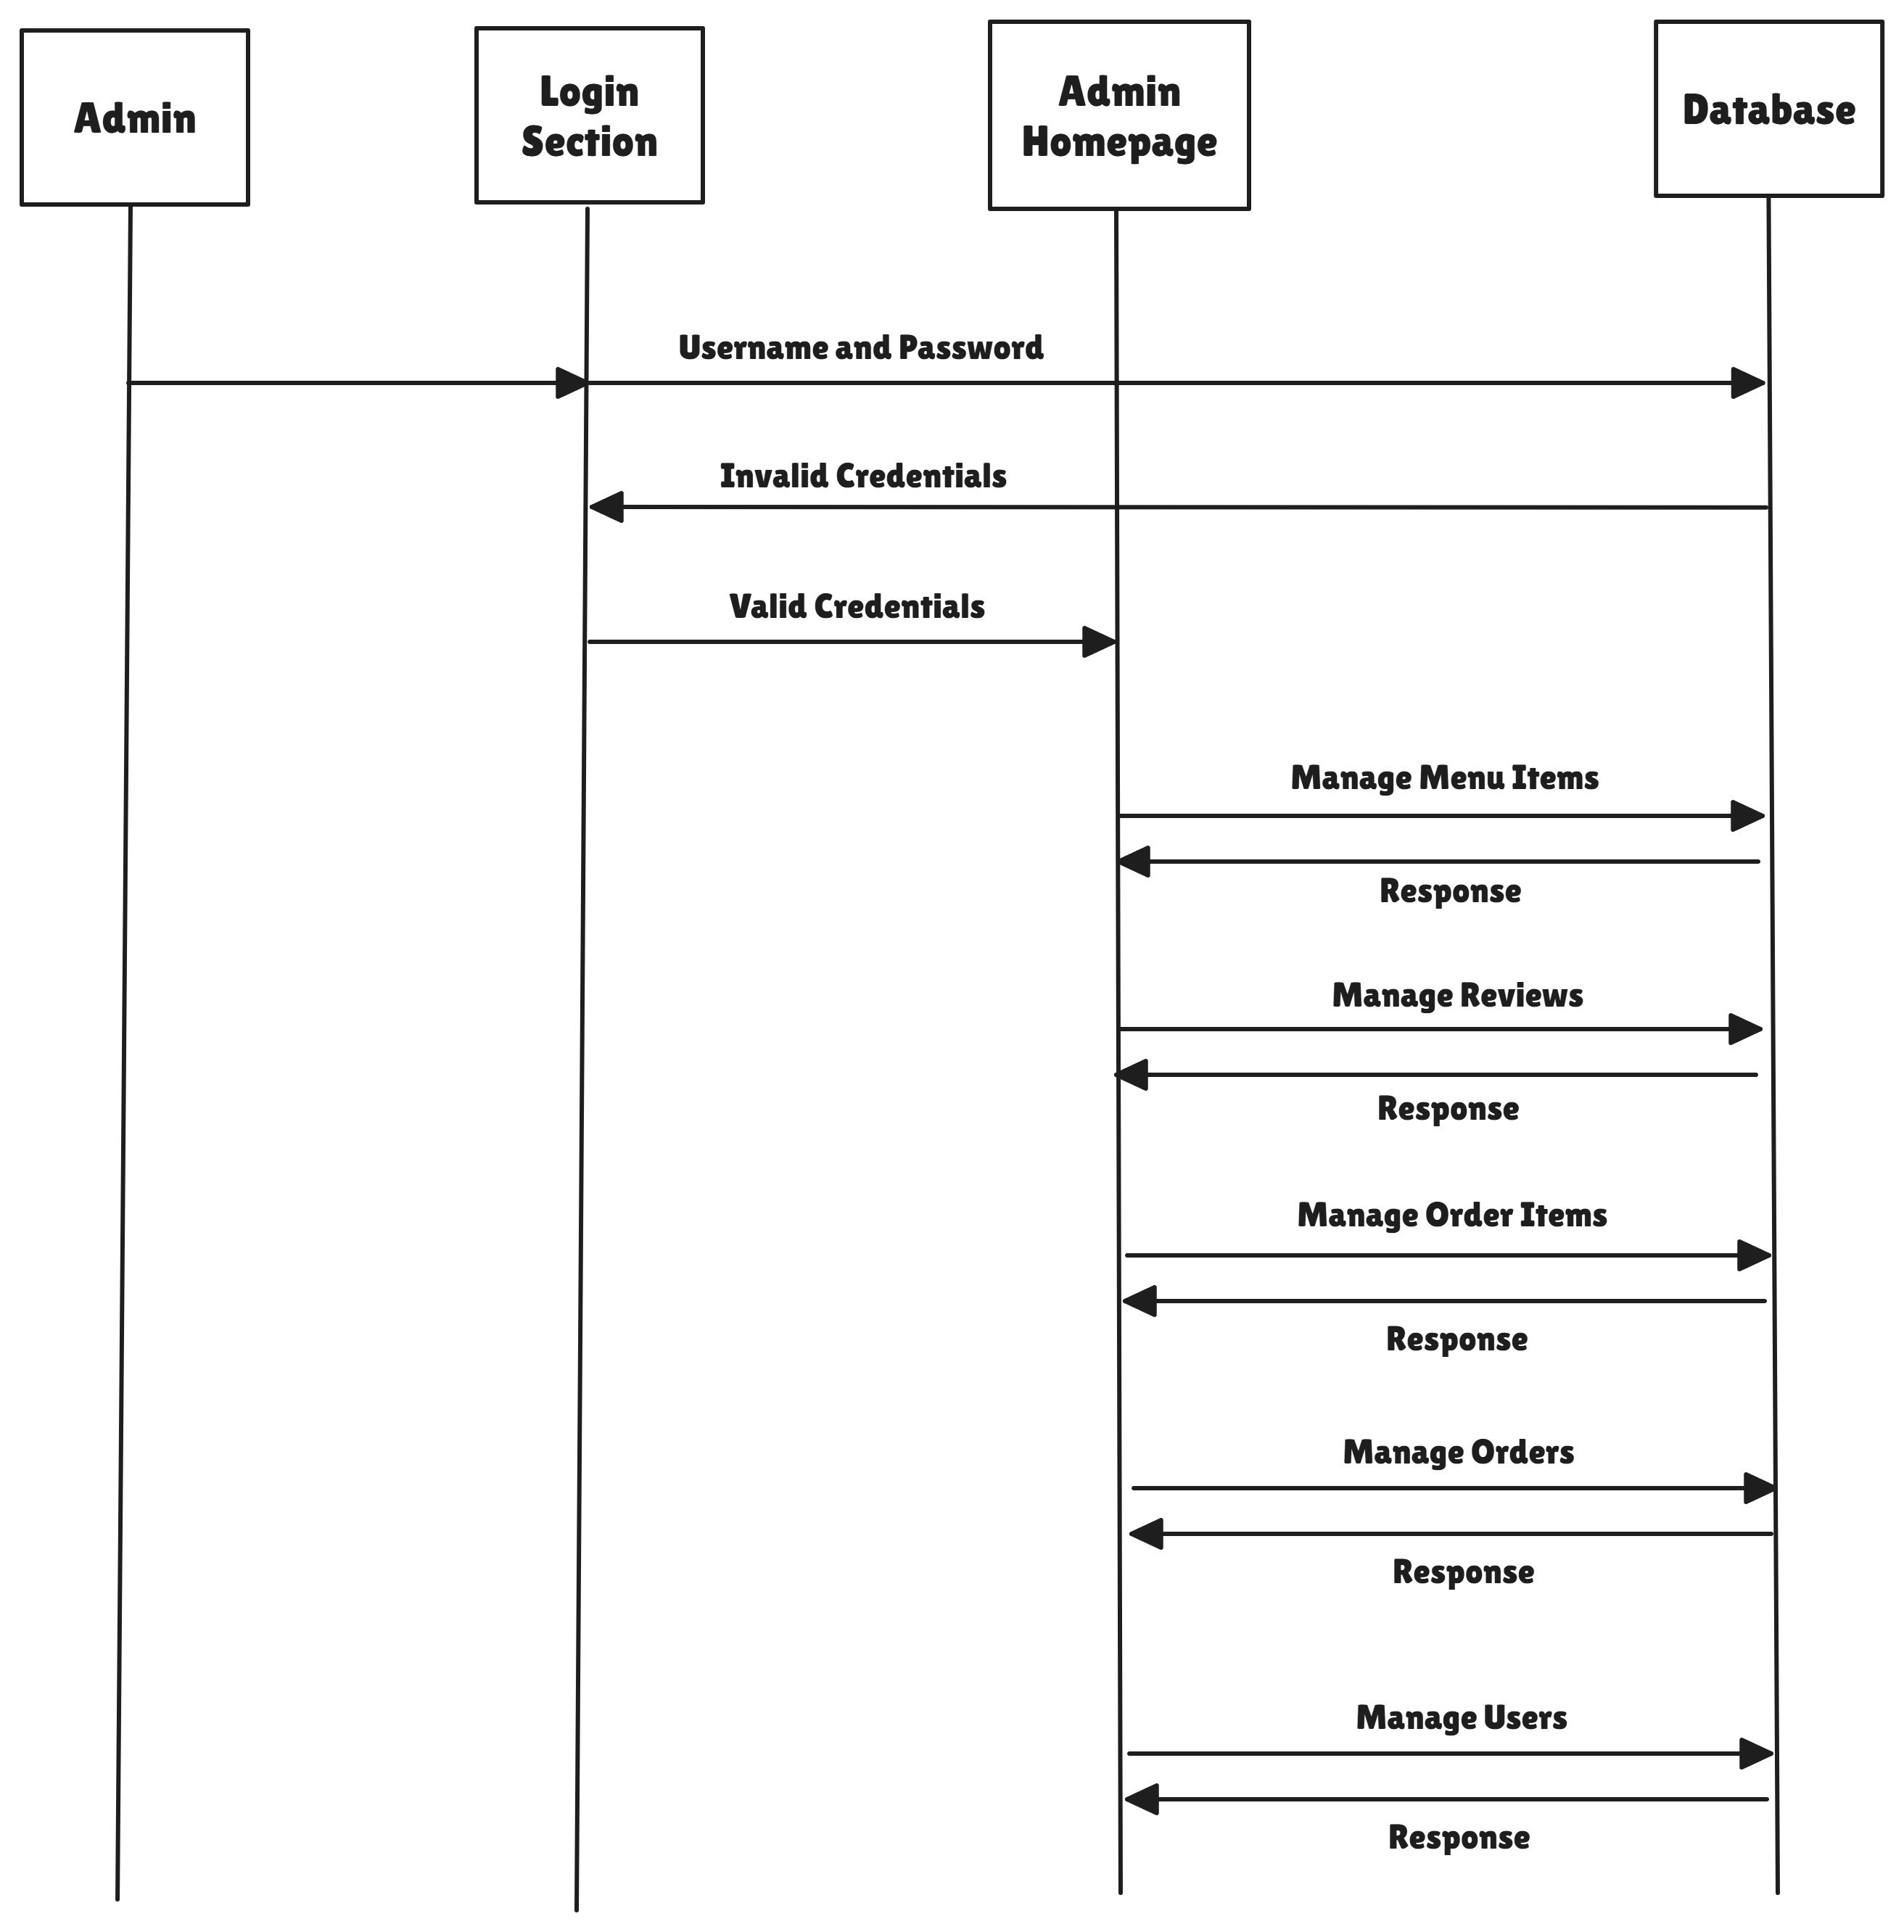 Admin
Login
Section
Admin
Homepage
Database
Username and Password
Invalid Credentials
Valid Credentials
Manage Menu Items
Response
Manage Reviews
Response
Manage Order Items
Response
Manage Orders
Response
Manage Users
Response